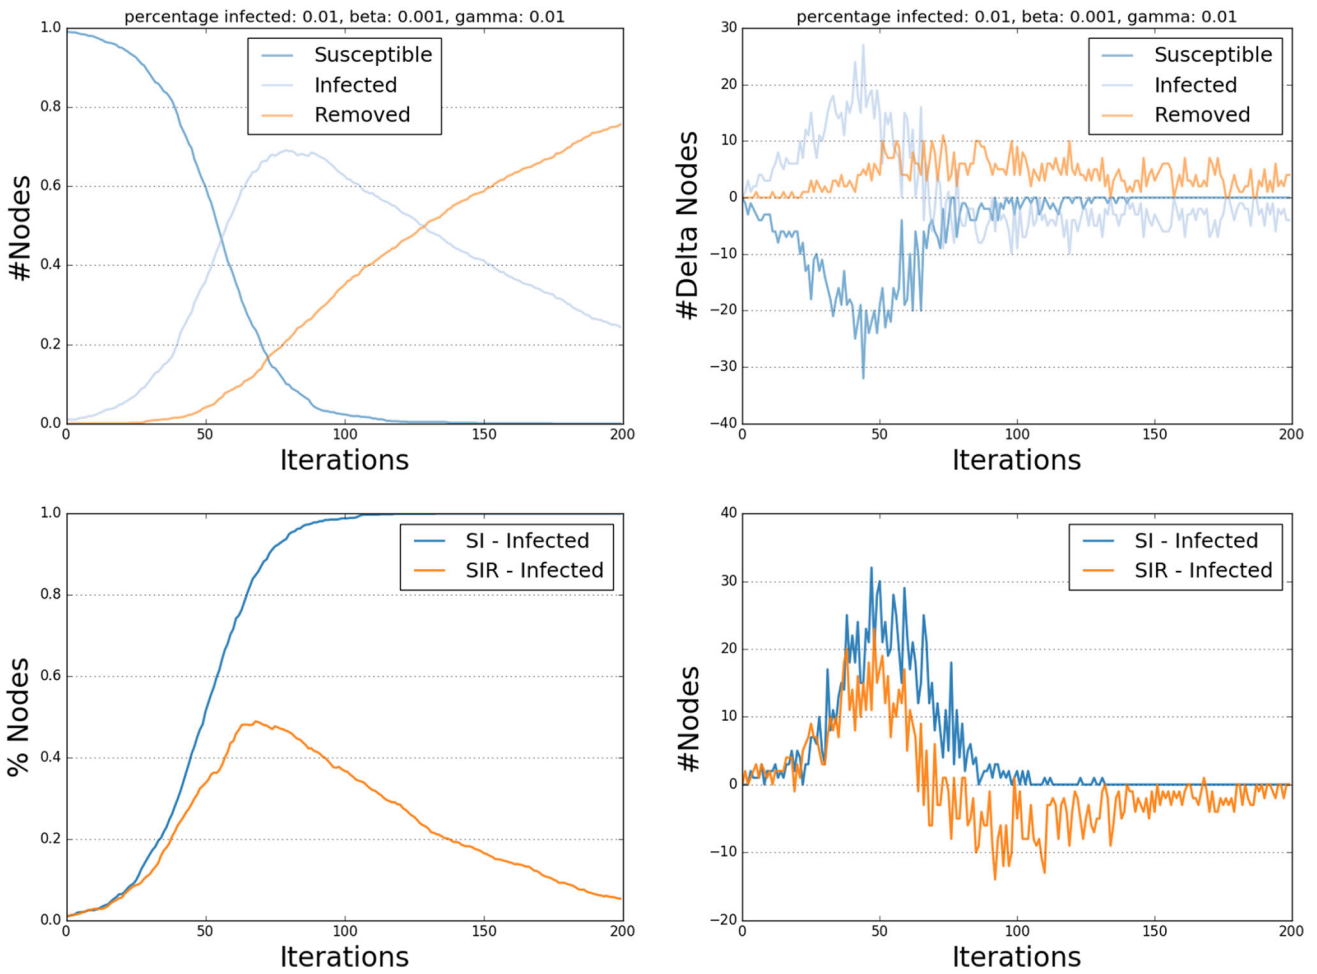 percentage infected: 0.01, beta: 0.001, gamma: 0.01
1.0
0.8
0.6
0.4
0.2
0.0
0 50 100 150 200
#Nodes
Iterations
Susceptible
Infected
Removed
percentage infected: 0.01, beta: 0.001, gamma: 0.01
30
20
10
0
−10
−20
−30
−40
0 50 100 150 200
#Delta Nodes
Iterations
Susceptible
Infected
Removed
1.0
0.8
0.6
0.4
0.2
0.0
0 50 100 150 200
% Nodes
Iterations
SI - Infected
SIR - Infected
40
30
20
10
0
−10
−20
0 50 100 150 200
#Nodes
Iterations
SI - Infected
SIR - Infected